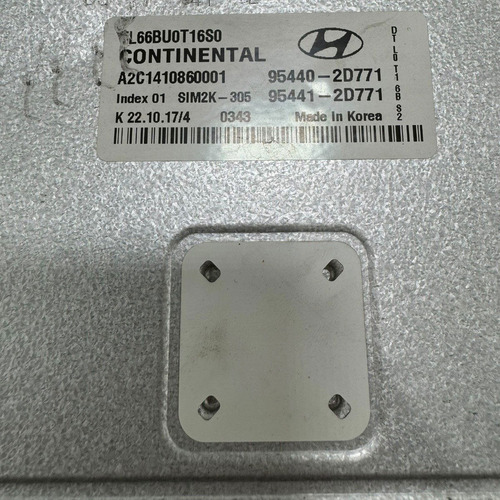 L66BU0T16S0
CONTINENTAL
A2C1410860001 95440-2D771
Index 01 SIM2K-305 95441-2D771
K 22.10.17/4 0343 Made in Korea
DTL0T16BS2